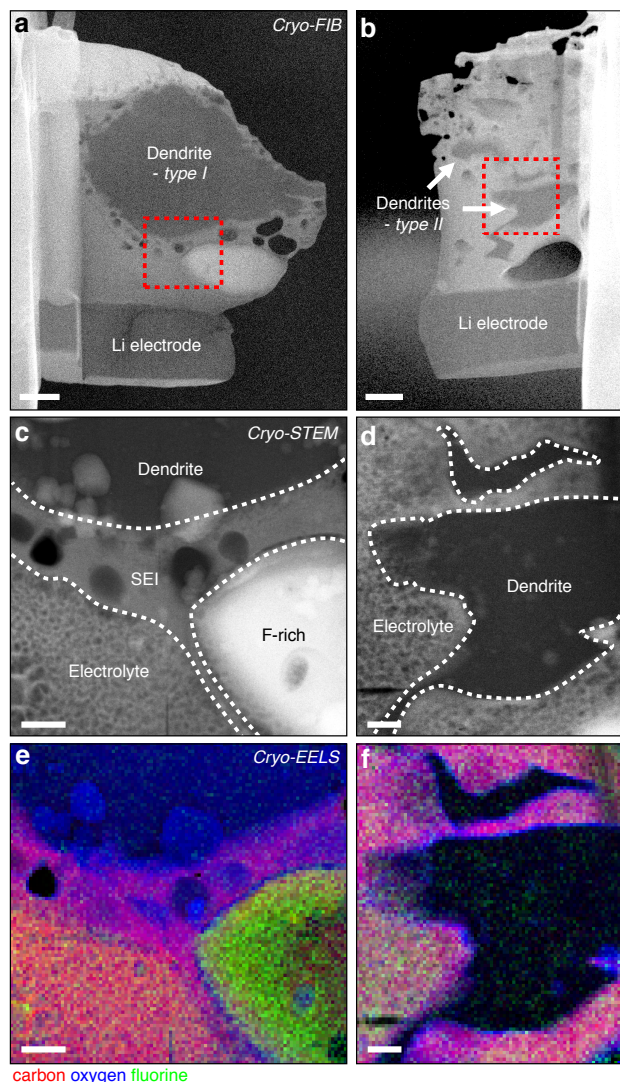 a
Cryo-FIB
Dendrite
- type I
Li electrode
b
Dendrites
- type II
Li electrode
c
Cryo-STEM
Dendrite
SEI
F-rich
Electrolyte
d
Dendrite
Electrolyte
e
Cryo-EELS
f
carbon oxygen fluorine